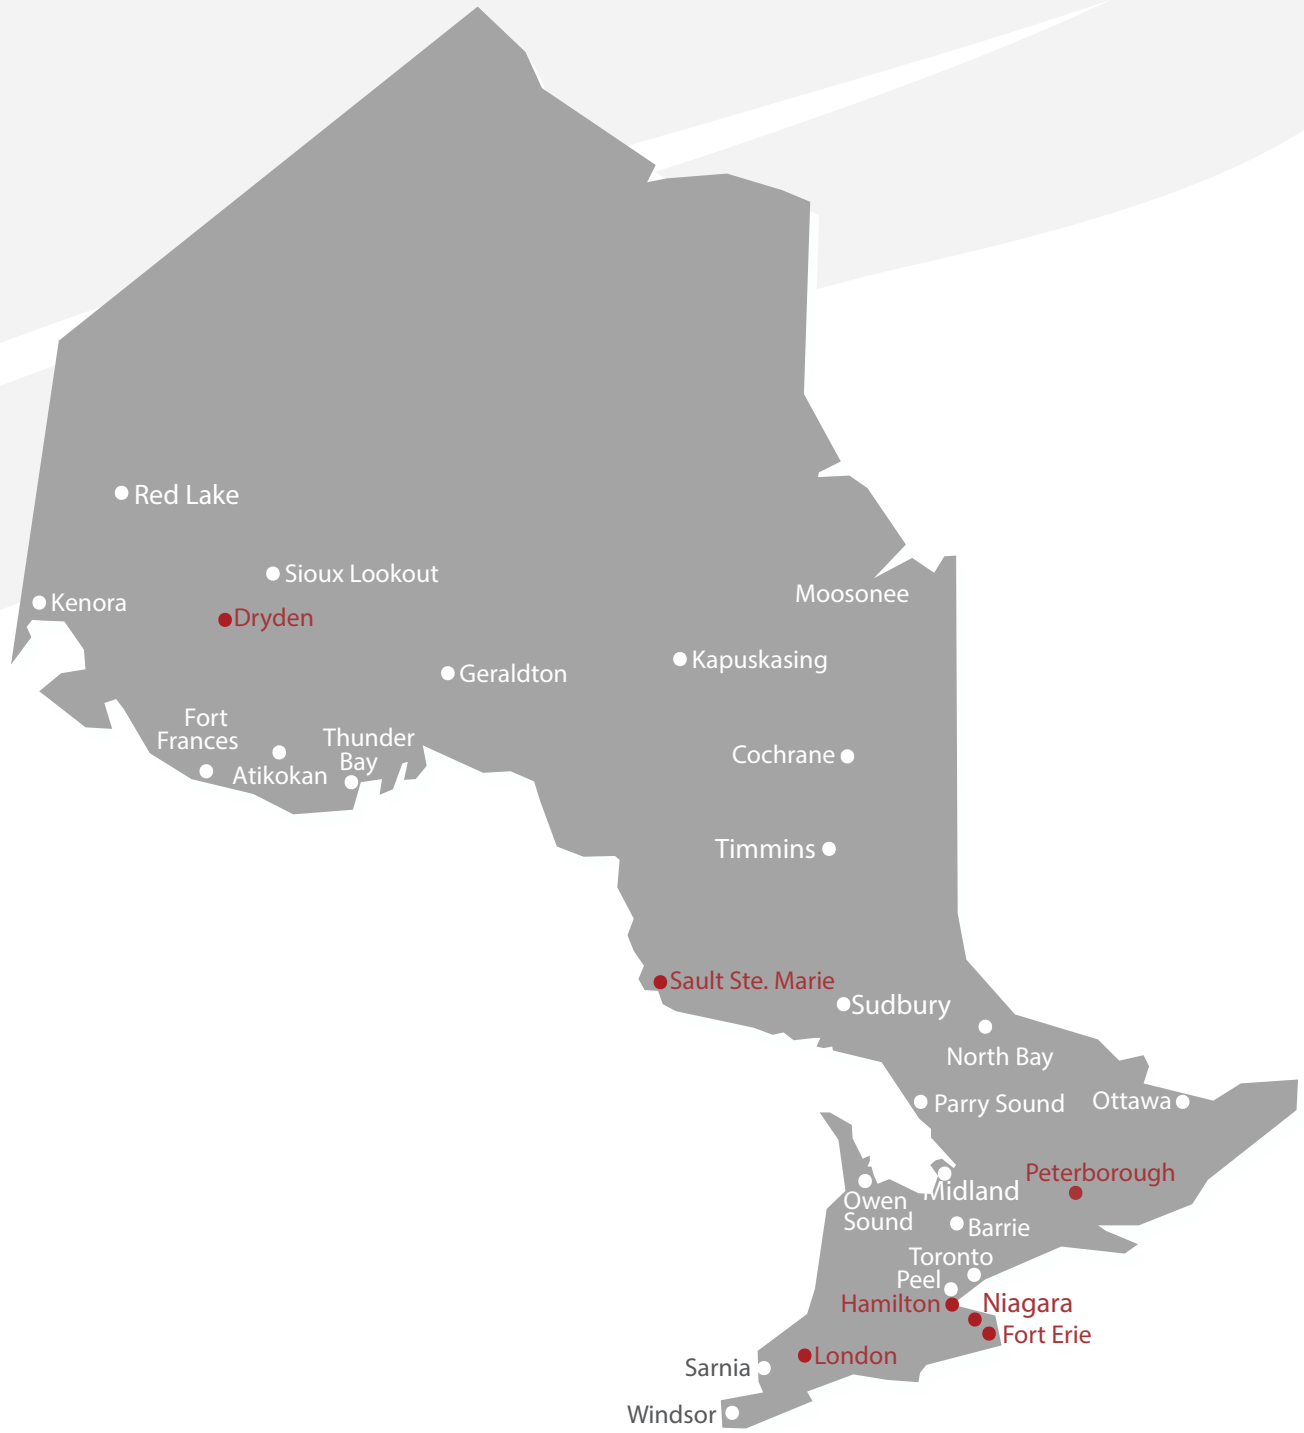 Red Lake
Sioux Lookout
Kenora
Dryden
Moosonee
Kapuskasing
Geraldton
Fort
Frances
Thunder
Bay
Atikokan
Cochrane
Timmins
Sault Ste. Marie
Sudbury
North Bay
Parry Sound
Ottawa
Peterborough
Midland
Owen
Sound
Barrie
Toronto
Peel
Hamilton
Niagara
Fort Erie
London
Sarnia
Windsor